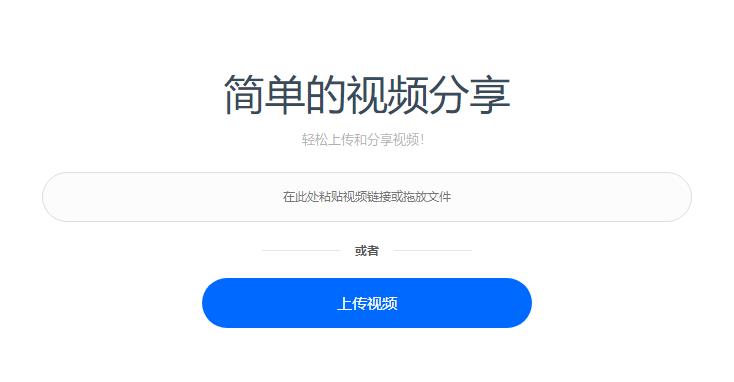 简单的视频分享
轻松上传和分享视频！
在此处粘贴视频链接或拖放文件
或者
上传视频